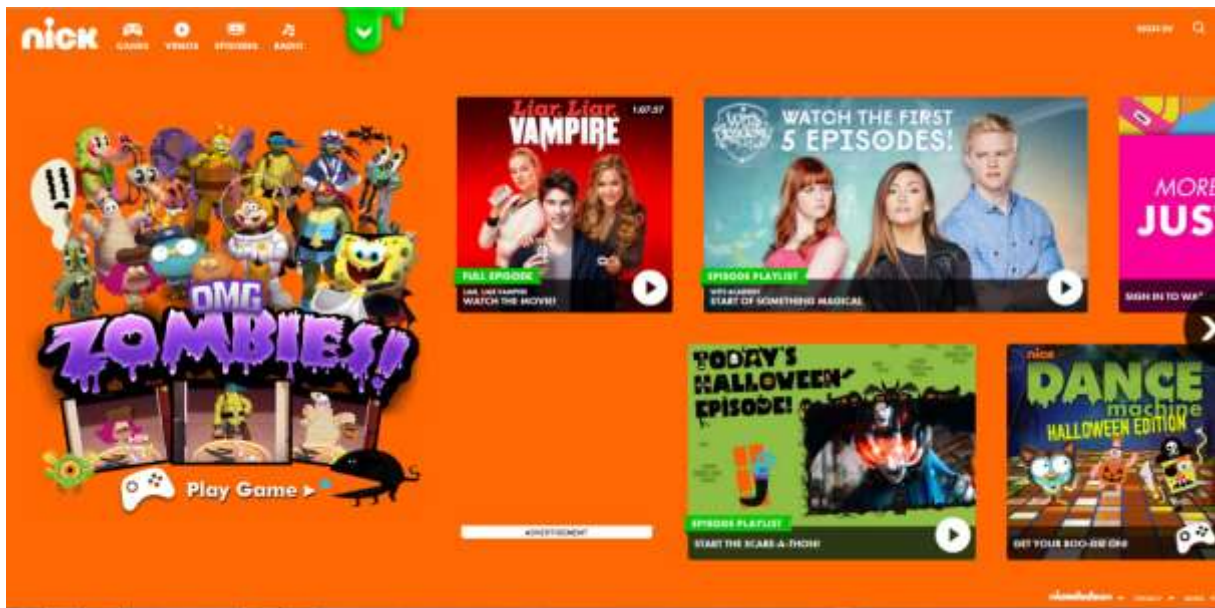 nick
GAMES VIDEOS EPISODES RADIO
SIGN IN
OMG
ZOMBIES!
Play Game
Liar, Liar,
VAMPIRE
1:07:57
FULL EPISODE
LIAR, LIAR VAMPIRE
WATCH THE MOVIE!
WITS
ACADEMY
WATCH THE FIRST
5 EPISODES!
EPISODE PLAYLIST
WITS ACADEMY
START OF SOMETHING MAGICAL
MORE
JUS
SIGN IN TO WA
ADVERTISEMENT
TODAY'S
HALLOWEEN
EPISODE!
EPISODE PLAYLIST
START THE SCARE-A-THON!
nick
DANCE
machine
HALLOWEEN EDITION
GET YOUR BOO-GIE ON!
nickelodeon